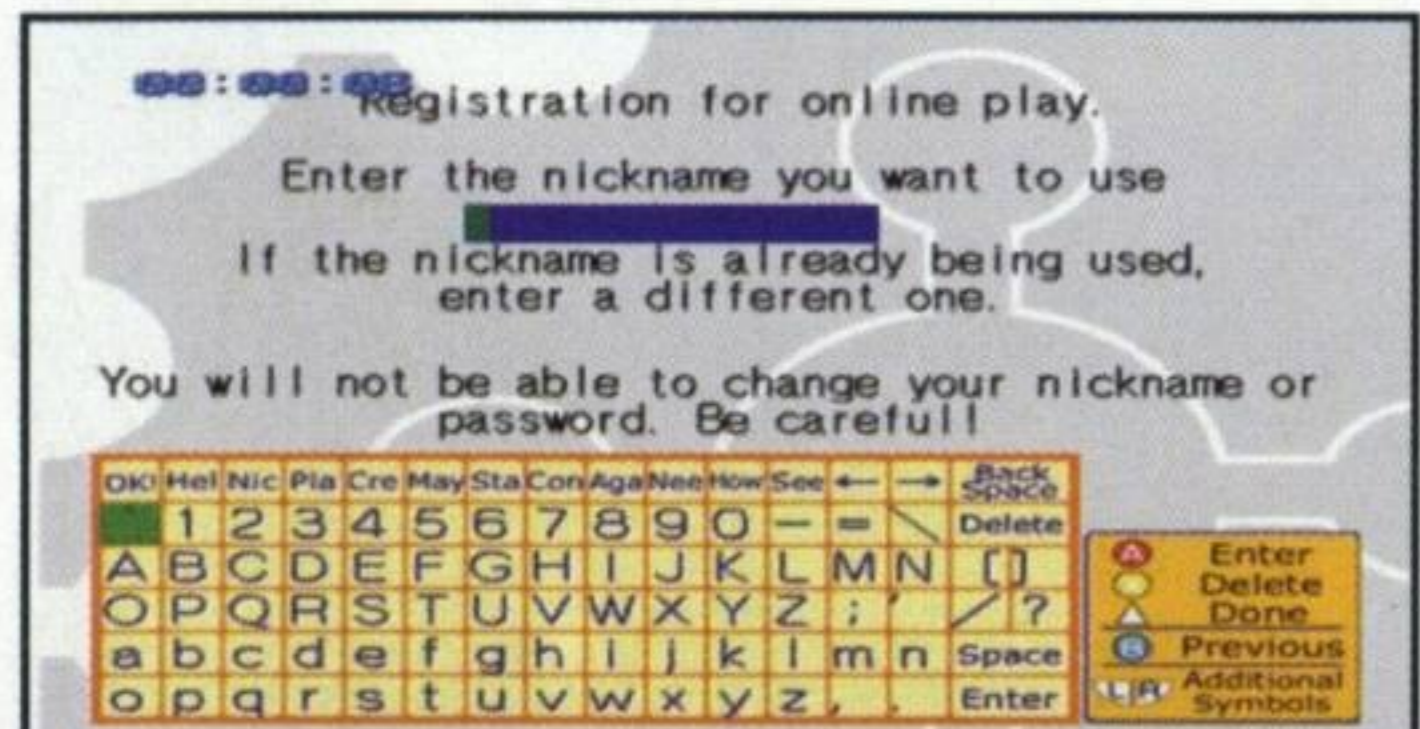 00:00:02
Registration for online play.
Enter the nickname you want to use
If the nickname is already being used,
enter a different one.
You will not be able to change your nickname or
password. Be careful!
OK! Hel Nic Pla Cre May Sta Con Aga Nee How See ← → Back Space
1 2 3 4 5 6 7 8 9 0 - = \ Delete
A B C D E F G H I J K L M N [ ]
O P Q R S T U V W X Y Z ; ' / ?
a b c d e f g h i j k l m n Space
o p q r s t u v w x y z , . Enter
A Enter
Delete
Done
B Previous
L R Additional
Symbols